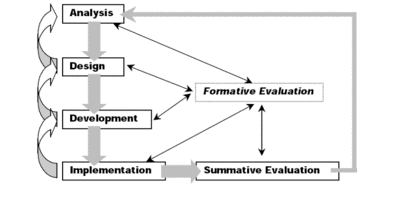 Analysis
Design
Formative Evaluation
Development
Implementation
Summative Evaluation